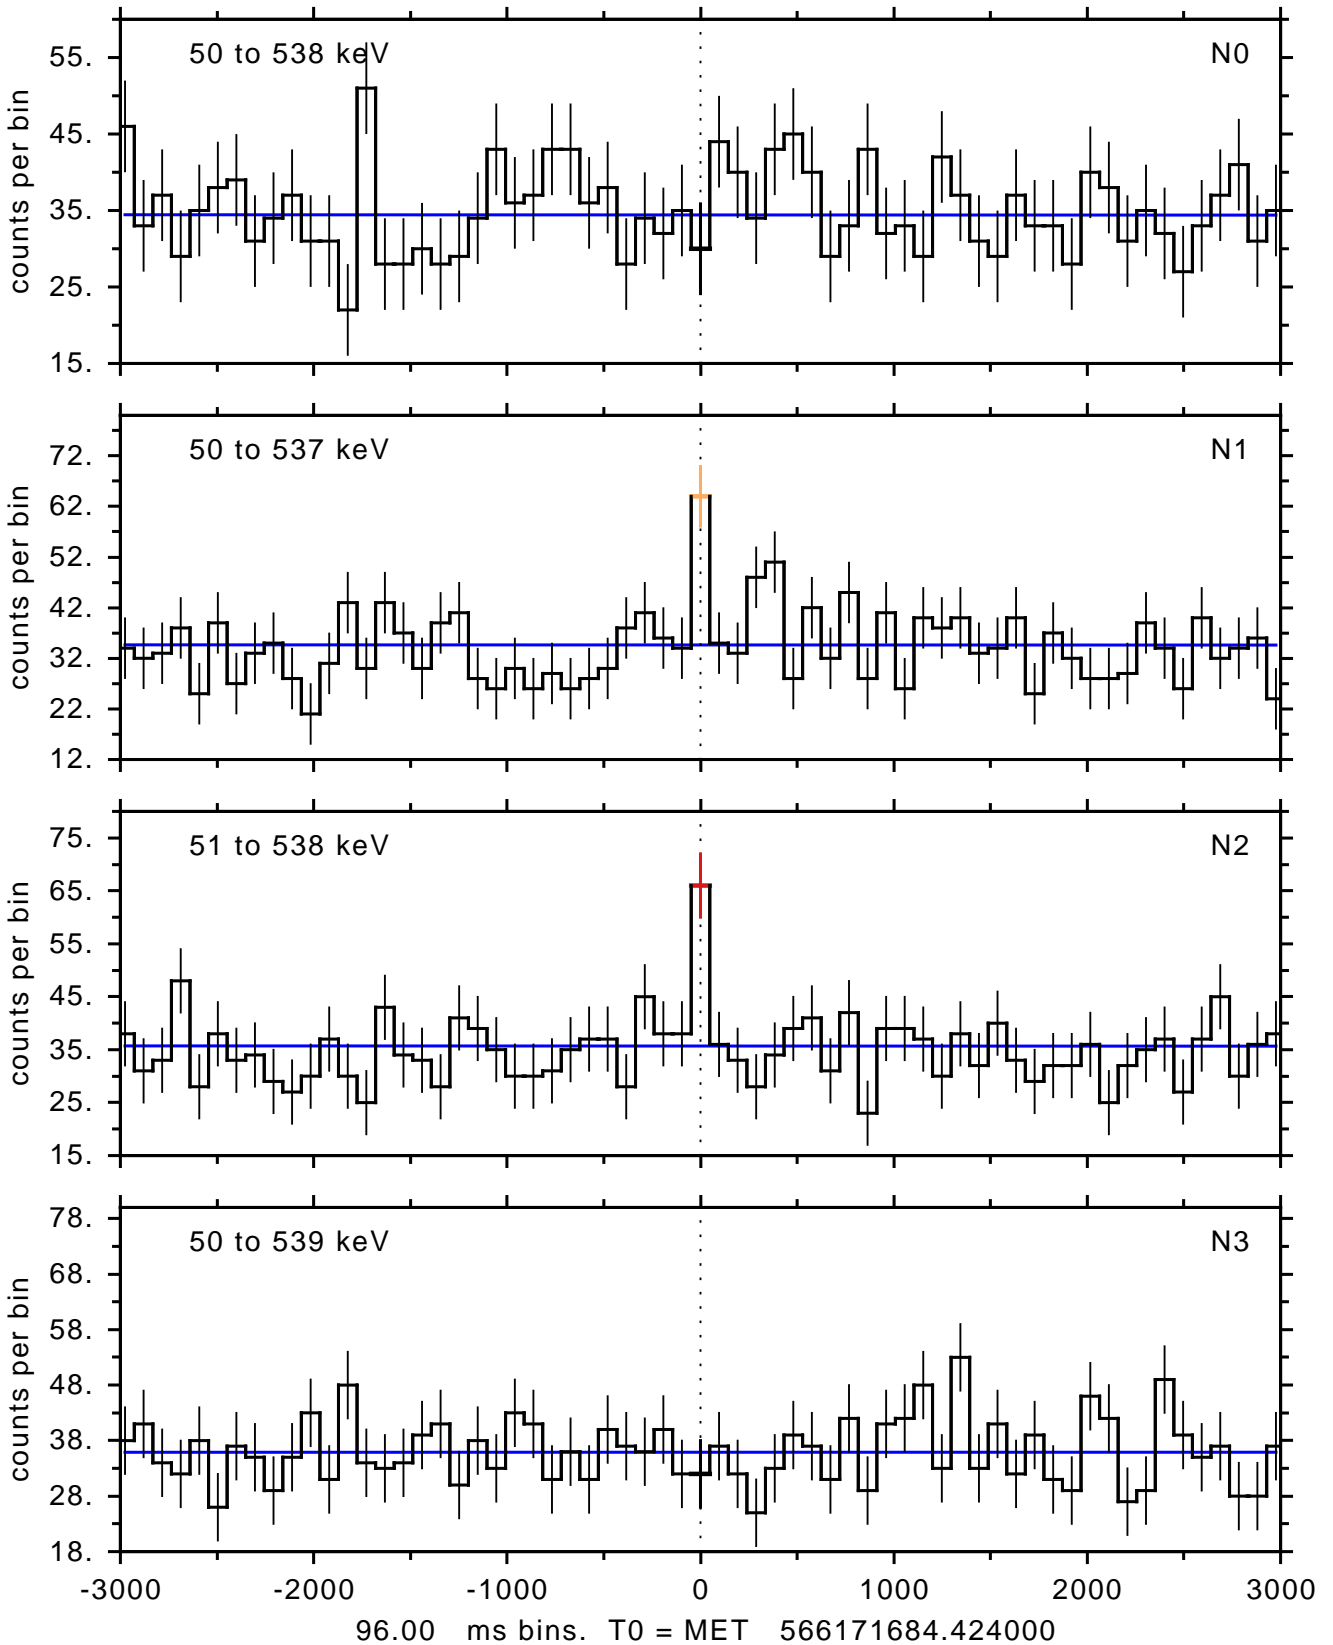 50 to 538 keV N0
55.
45.
35.
25.
15.
counts per bin
50 to 537 keV N1
72.
62.
52.
42.
32.
22.
12.
counts per bin
51 to 538 keV N2
75.
65.
55.
45.
35.
25.
15.
counts per bin
50 to 539 keV N3
78.
68.
58.
48.
38.
28.
18.
counts per bin
-3000 -2000 -1000 0 1000 2000 3000
96.00 ms bins. T0 = MET 566171684.424000